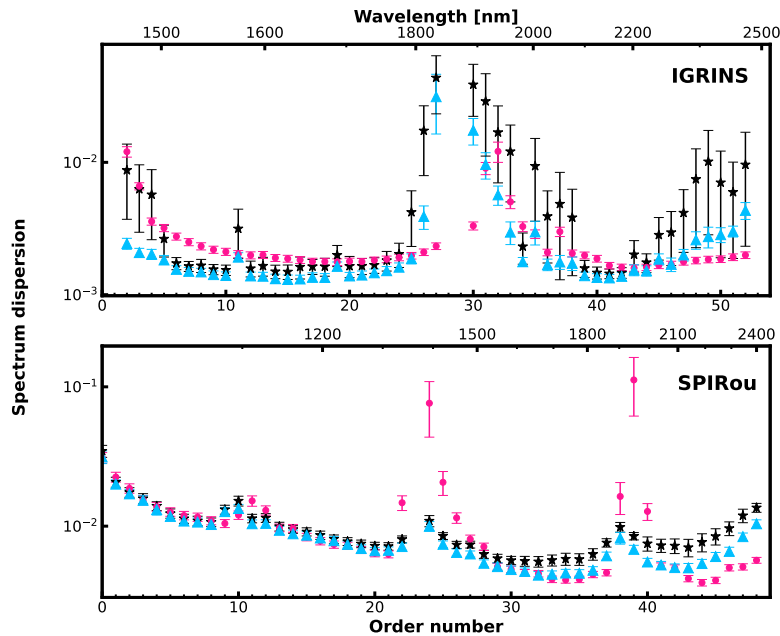 Wavelength [nm]
1500 1600 1800 2000 2200 2500
IGRINS
10⁻²
10⁻³
0 10 20 30 40 50
Spectrum dispersion
1200 1400 1500 1800 2100 2400
SPIRou
10⁻¹
10⁻²
0 10 20 30 40
Order number